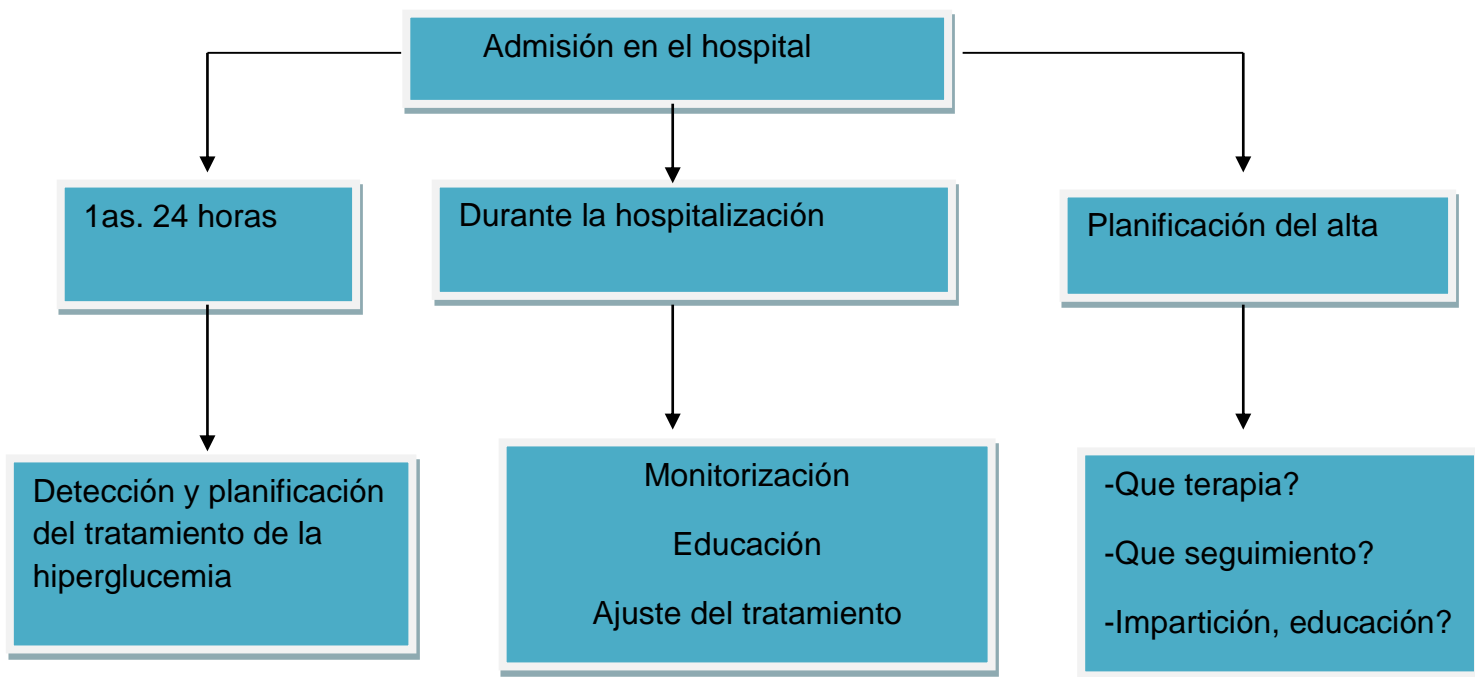 Admisión en el hospital
1as. 24 horas
Durante la hospitalización
Planificación del alta
Detección y planificación
del tratamiento de la
hiperglucemia
Monitorización
Educación
Ajuste del tratamiento
-Que terapia?
-Que seguimiento?
-Impartición, educación?